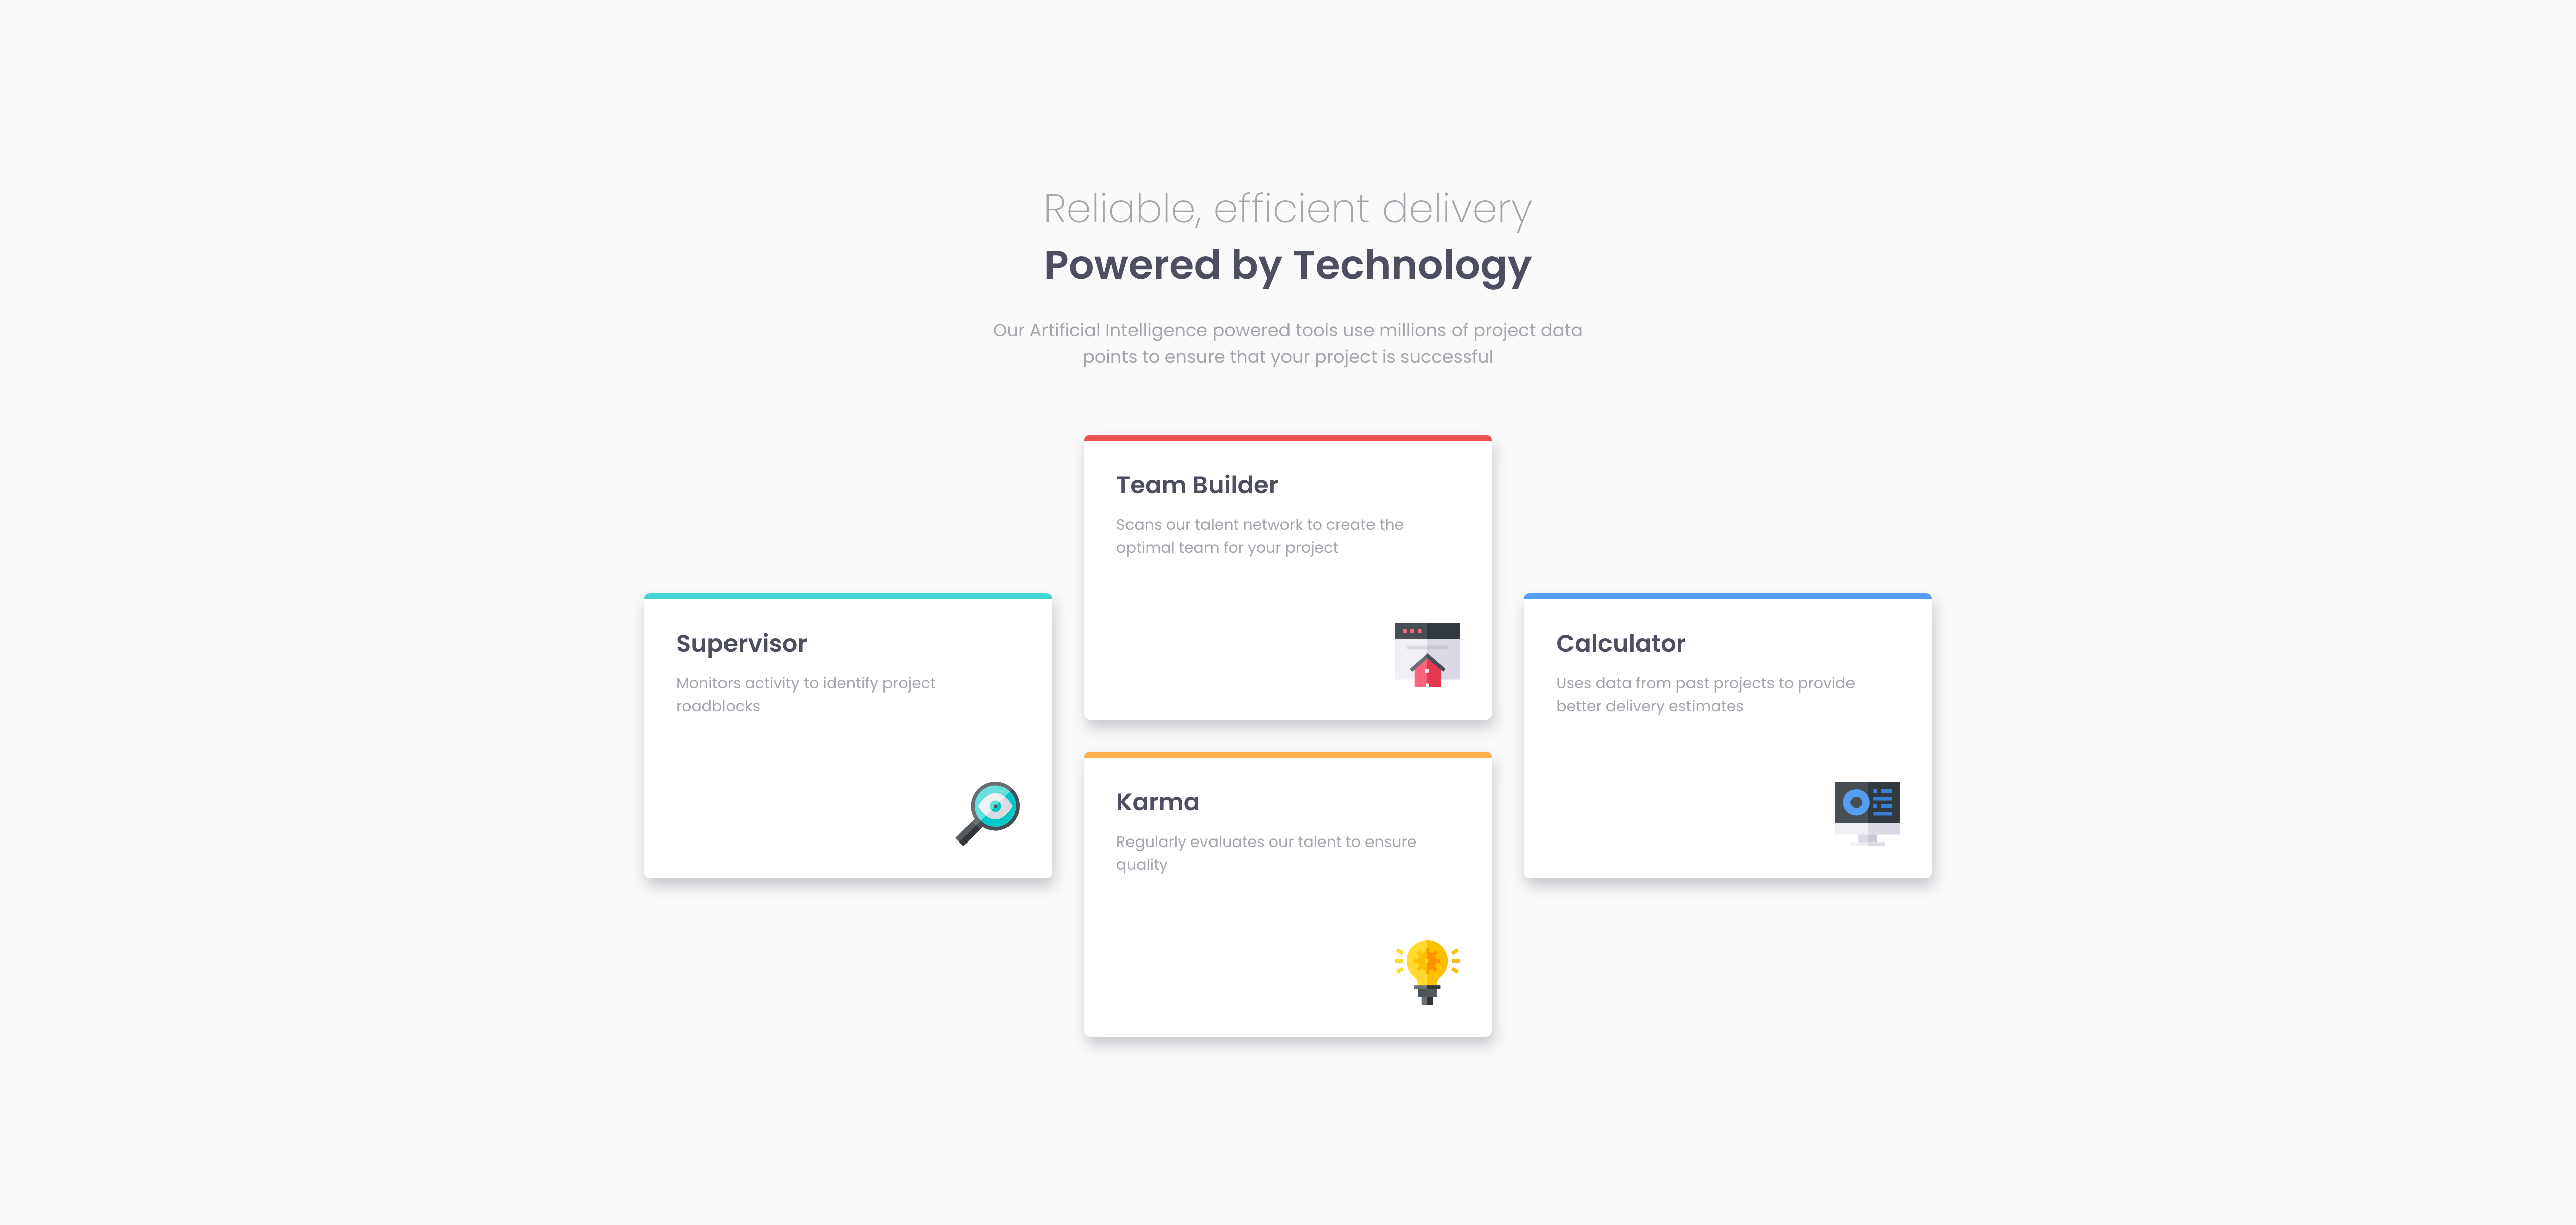 Reliable, efficient delivery
Powered by Technology
Our Artificial Intelligence powered tools use millions of project data
points to ensure that your project is successful
Supervisor
Monitors activity to identify project
roadblocks
Team Builder
Scans our talent network to create the
optimal team for your project
Karma
Regularly evaluates our talent to ensure
quality
Calculator
Uses data from past projects to provide
better delivery estimates